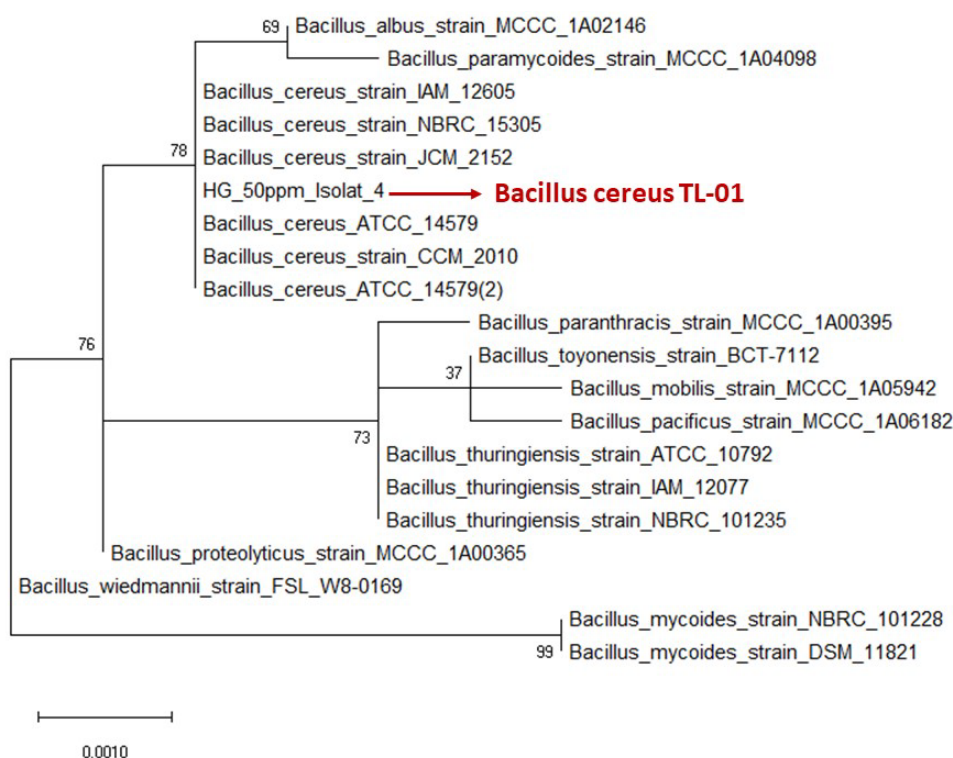 69
Bacillus_albus_strain_MCCC_1A02146
Bacillus_paramycoides_strain_MCCC_1A04098
Bacillus_cereus_strain_IAM_12605
Bacillus_cereus_strain_NBRC_15305
78
Bacillus_cereus_strain_JCM_2152
HG_50ppm_Isolat_4 Bacillus cereus TL-01
Bacillus_cereus_ATCC_14579
Bacillus_cereus_strain_CCM_2010
Bacillus_cereus_ATCC_14579(2)
Bacillus_paranthracis_strain_MCCC_1A00395
76
Bacillus_toyonensis_strain_BCT-7112
37
Bacillus_mobilis_strain_MCCC_1A05942
Bacillus_pacificus_strain_MCCC_1A06182
73
Bacillus_thuringiensis_strain_ATCC_10792
Bacillus_thuringiensis_strain_IAM_12077
Bacillus_thuringiensis_strain_NBRC_101235
Bacillus_proteolyticus_strain_MCCC_1A00365
Bacillus_wiedmannii_strain_FSL_W8-0169
Bacillus_mycoides_strain_NBRC_101228
99
Bacillus_mycoides_strain_DSM_11821
0.0010